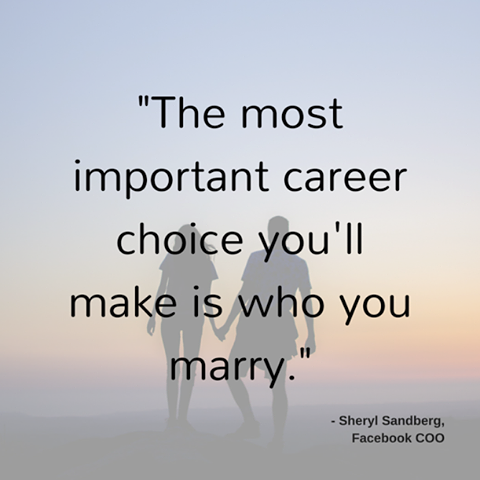 "The most
important career
choice you'll
make is who you
marry."
- Sheryl Sandberg,
Facebook COO